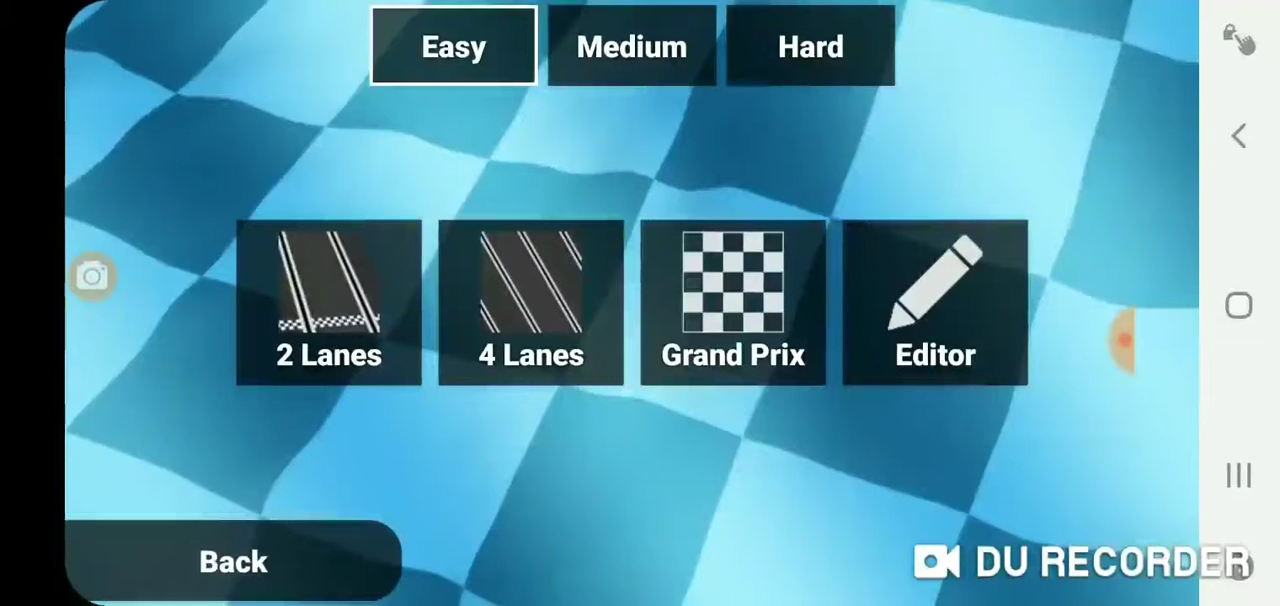 Easy
Medium
Hard
2 Lanes
4 Lanes
Grand Prix
Editor
Back
DU RECORDER